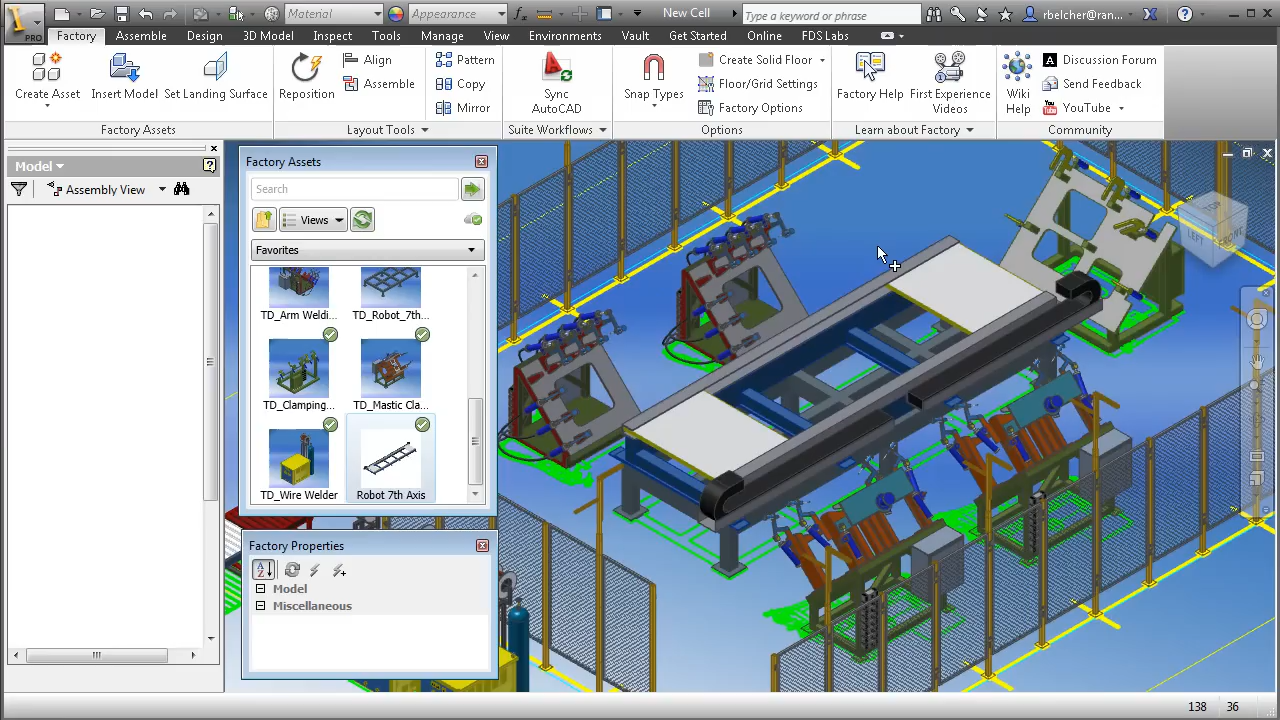 PRO
Material
Appearance
New Cell
Type a keyword or phrase
rbelcher@ran...
Factory Assembly Design 3D Model Inspect Tools Manage View Environments Vault Get Started Online FDS Labs
Create Asset
Insert Model
Set Landing Surface
Factory Assets
Reposition
Align
Assemble
Pattern
Copy
Mirror
Layout Tools
Sync
AutoCAD
Suite Workflows
Snap Types
Create Solid Floor
Floor/Grid Settings
Factory Options
Options
Factory Help
First Experience
Videos
Learn about Factory
Wiki
Help
Discussion Forum
Send Feedback
YouTube
Community
Model
Assembly View
Factory Assets
Search
Views
Favorites
TD_Arm Weldi...
TD_Robot_7th...
TD_Clamping...
TD_Mastic Cla...
TD_Wire Welder
Robot 7th Axis
Factory Properties
Model
Miscellaneous
LEFT
FRONT
138 36